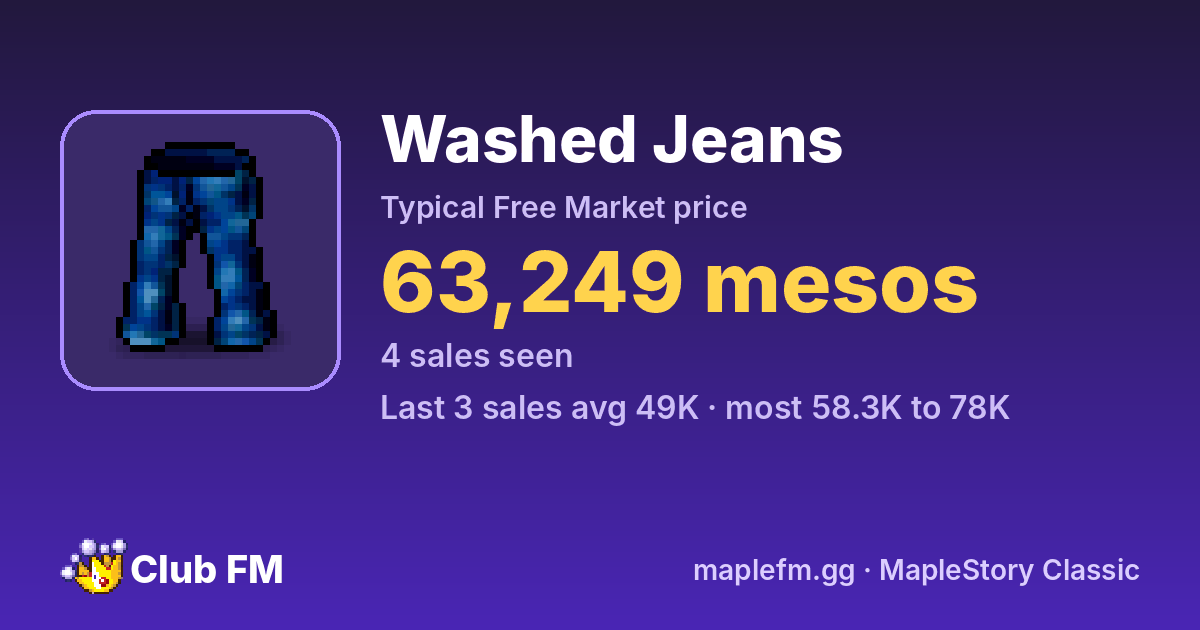 Washed Jeans
Typical Free Market price
63,249 mesos
4 sales seen
Last 3 sales avg 49K · most 58.3K to 78K
Club FM
maplefm.gg · MapleStory Classic